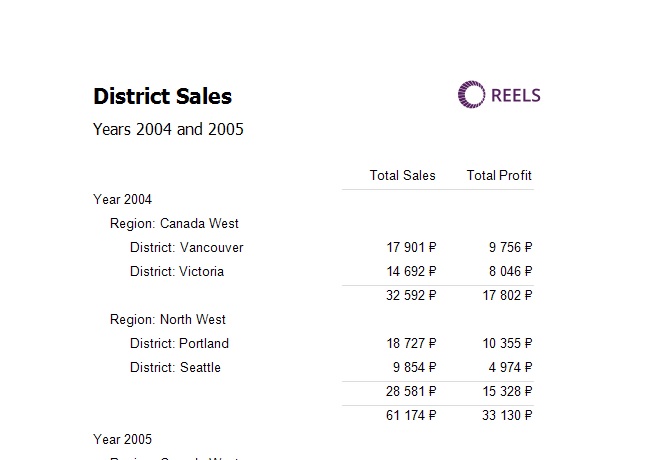 District Sales
REELS
Years 2004 and 2005
Total Sales Total Profit
Year 2004
Region: Canada West
District: Vancouver 17 901 ₽ 9 756 ₽
District: Victoria 14 692 ₽ 8 046 ₽
32 592 ₽ 17 802 ₽
Region: North West
District: Portland 18 727 ₽ 10 355 ₽
District: Seattle 9 854 ₽ 4 974 ₽
28 581 ₽ 15 328 ₽
61 174 ₽ 33 130 ₽
Year 2005